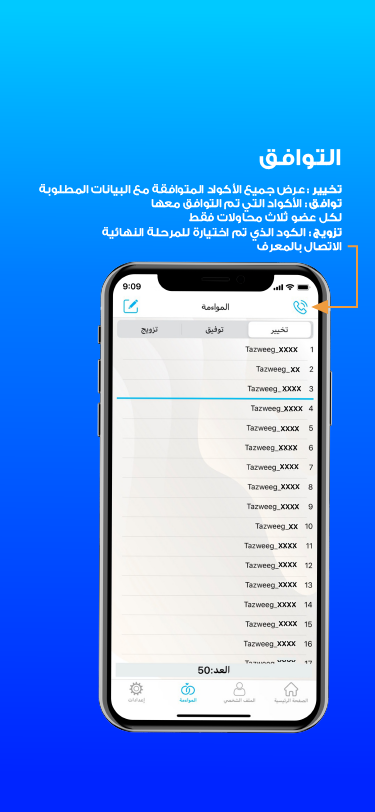 التوافق
تخيير : عرض جميع الأكواد المتوافقة مع البيانات المطلوبة
توافق : الأكواد التي تم التوافق معها
لكل عضو ثلاث محاولات فقط
تزويج : الكود الذي تم اختيارة للمرحلة النهائية
الاتصال بالمعرف
9:09
المواءمة
تخيير توفيق تزويج
Tazweeg_XXXX 1
Tazweeg_XX 2
Tazweeg_XXXX 3
Tazweeg_XXXX 4
Tazweeg_XXXX 5
Tazweeg_XXXX 6
Tazweeg_XXXX 7
Tazweeg_XXXX 8
Tazweeg_XXXX 9
Tazweeg_XX 10
Tazweeg_XXXX 11
Tazweeg_XXXX 12
Tazweeg_XXXX 13
Tazweeg_XXXX 14
Tazweeg_XXXX 15
Tazweeg_XXXX 16
Tazweeg_XXXX 17
العد:50
الصفحة الرئيسية الملف الشخصي المواءمة إعدادات